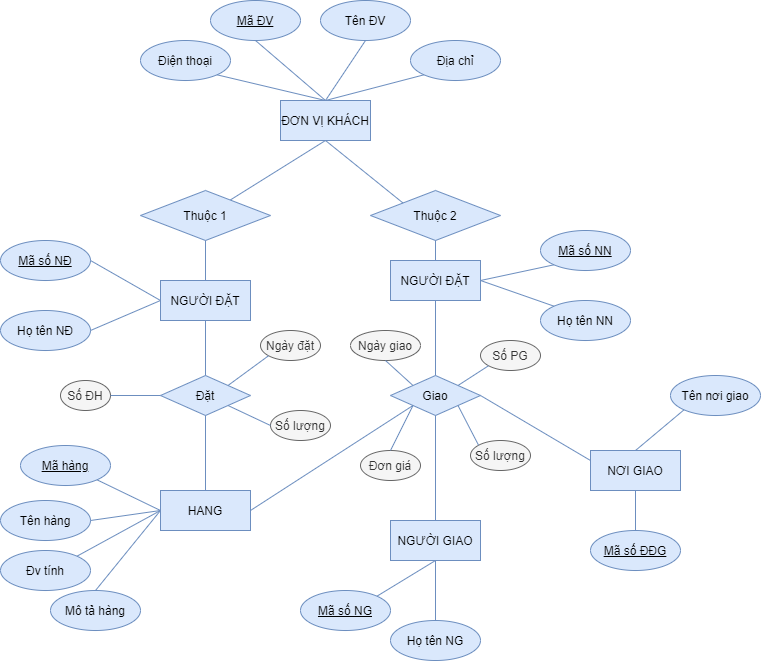 Mã ĐV
Tên ĐV
Điện thoại
Địa chỉ
ĐƠN VỊ KHÁCH
Thuộc 1
Thuộc 2
Mã số NĐ
Mã số NN
NGƯỜI ĐẶT
NGƯỜI ĐẶT
Họ tên NĐ
Họ tên NN
Ngày đặt
Ngày giao
Số PG
Số ĐH
Đặt
Giao
Tên nơi giao
Số lượng
Số lượng
Đơn giá
Mã hàng
NƠI GIAO
HANG
Tên hàng
NGƯỜI GIAO
Mã số ĐĐG
Đv tính
Mô tả hàng
Mã số NG
Họ tên NG